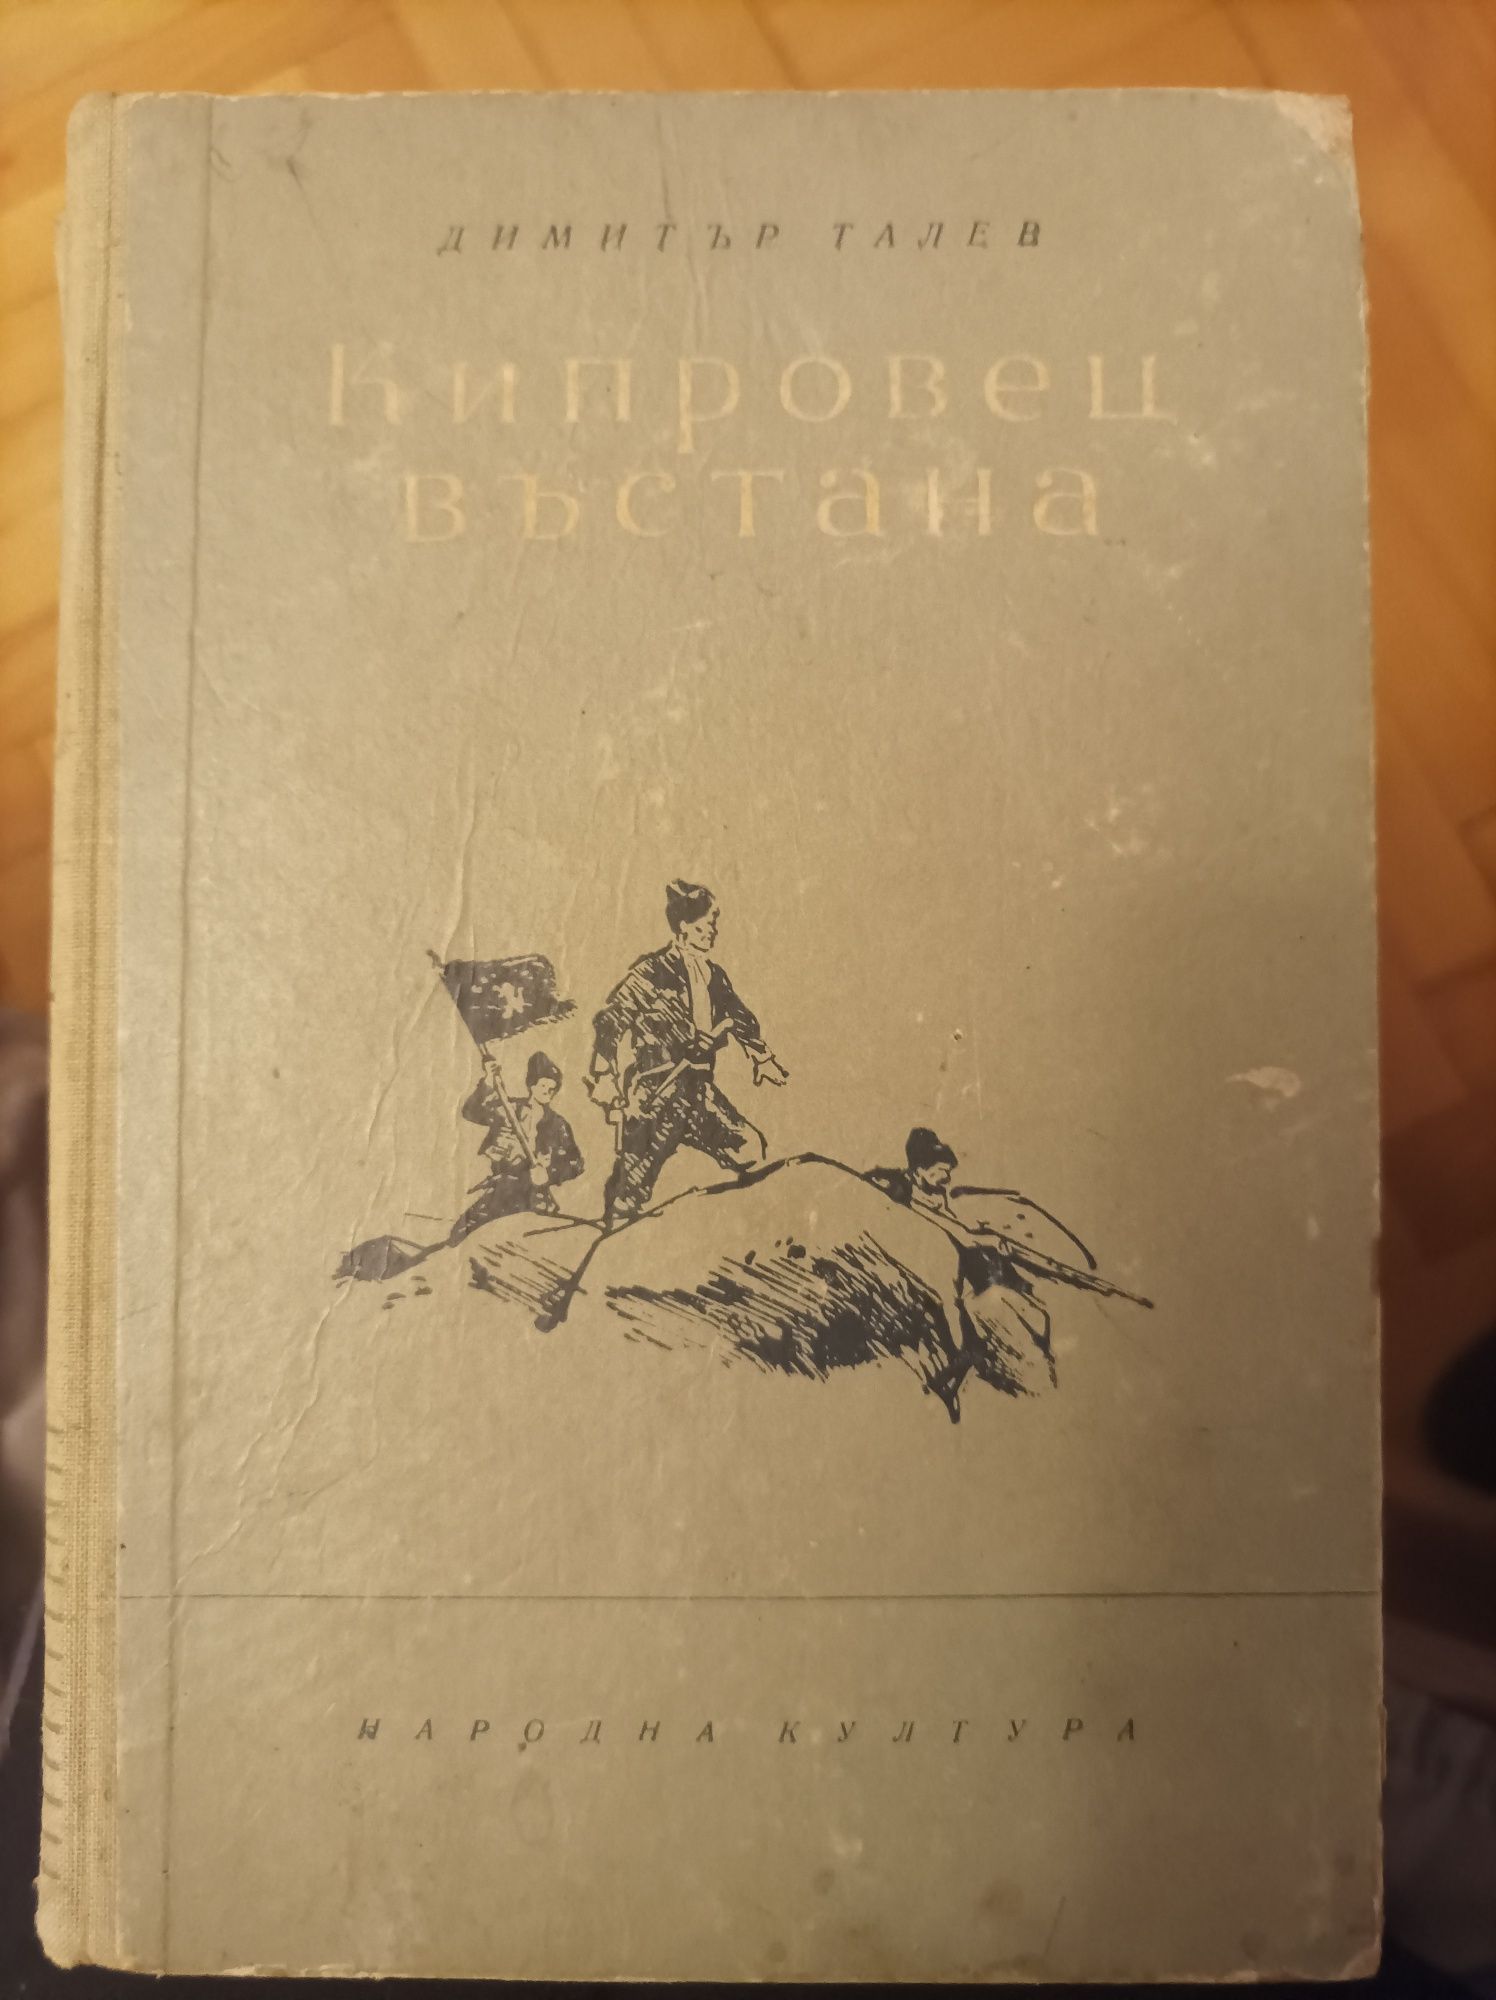 ДИМИТЪР ТАЛЕВ
Кипровец
въстана
НАРОДНА КУЛТУРА